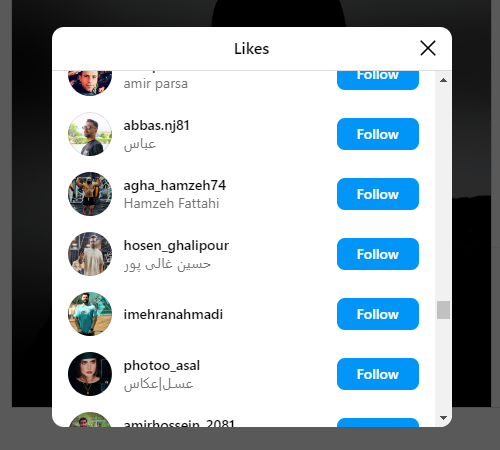 Likes
amir parsa
Follow
abbas.nj81
عباس
Follow
agha_hamzeh74
Hamzeh Fattahi
Follow
hosen_ghalipour
حسین غالی پور
Follow
imehranahmadi
Follow
photoo_asal
عسل|عکاس
Follow
amirhossein_2081